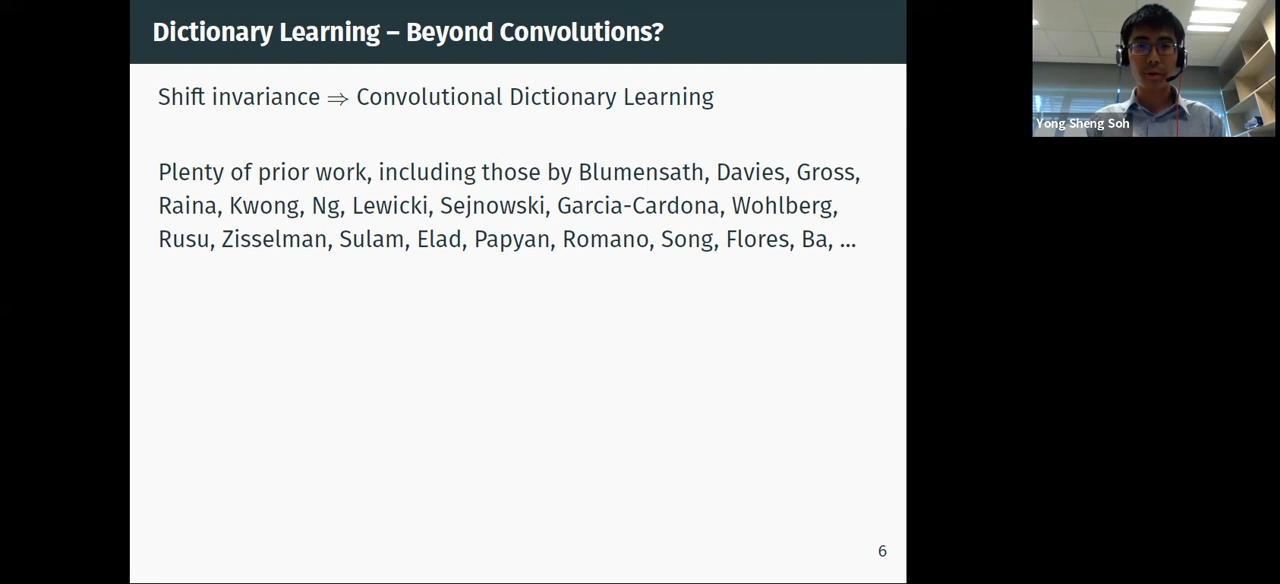 Dictionary Learning – Beyond Convolutions?
Shift invariance ⇒ Convolutional Dictionary Learning
Plenty of prior work, including those by Blumensath, Davies, Gross,
Raina, Kwong, Ng, Lewicki, Sejnowski, Garcia-Cardona, Wohlberg,
Rusu, Zisselman, Sulam, Elad, Papyan, Romano, Song, Flores, Ba, ...
6
Yong Sheng Soh